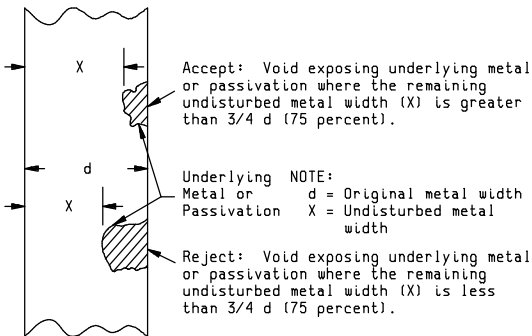 X
Accept: Void exposing underlying metal
or passivation where the remaining
undisturbed metal width (X) is greater
than 3/4 d (75 percent).
d
Underlying
Metal or
Passivation
NOTE:
d = Original metal width
X = Undisturbed metal
width
X
Reject: Void exposing underlying metal
or passivation where the remaining
undisturbed metal width (X) is less
than 3/4 d (75 percent).